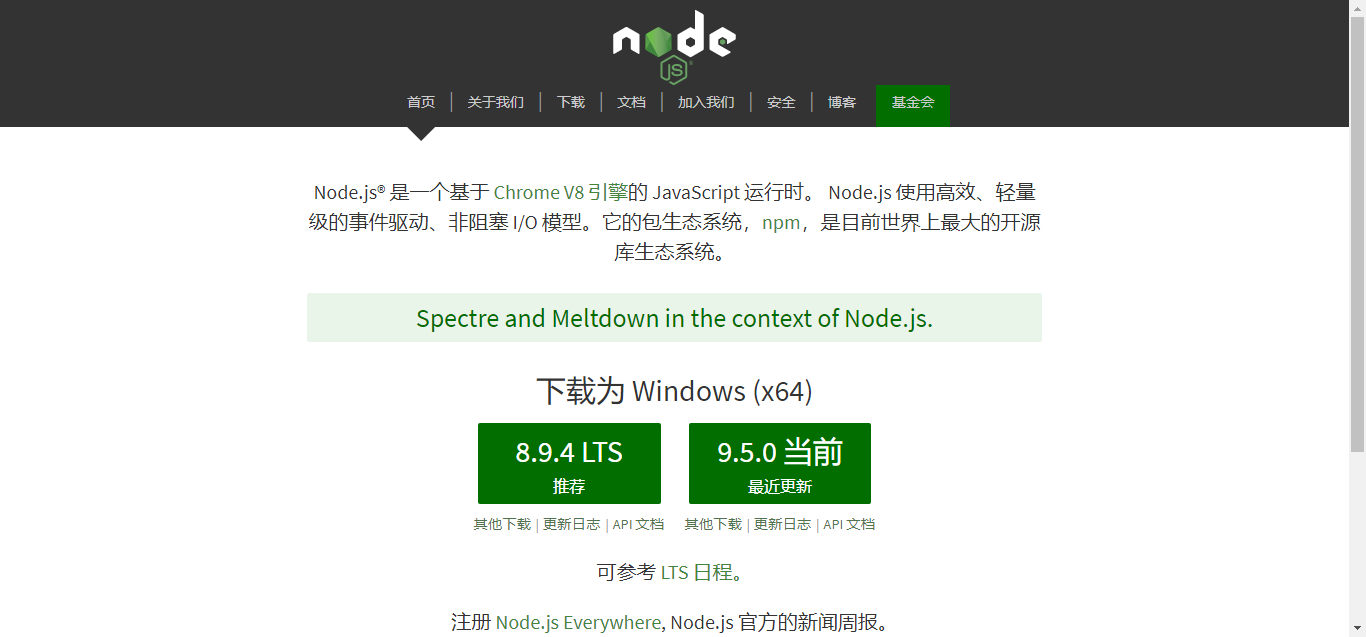 node
JS
首页 | 关于我们 | 下载 | 文档 | 加入我们 | 安全 | 博客 基金会
Node.js® 是一个基于 Chrome V8 引擎的 JavaScript 运行时。 Node.js 使用高效、轻量
级的事件驱动、非阻塞 I/O 模型。它的包生态系统，npm，是目前世界上最大的开源
库生态系统。
Spectre and Meltdown in the context of Node.js.
下载为 Windows (x64)
8.9.4 LTS
推荐
其他下载 | 更新日志 | API 文档
9.5.0 当前
最近更新
其他下载 | 更新日志 | API 文档
可参考 LTS 日程。
注册 Node.js Everywhere, Node.js 官方的新闻周报。